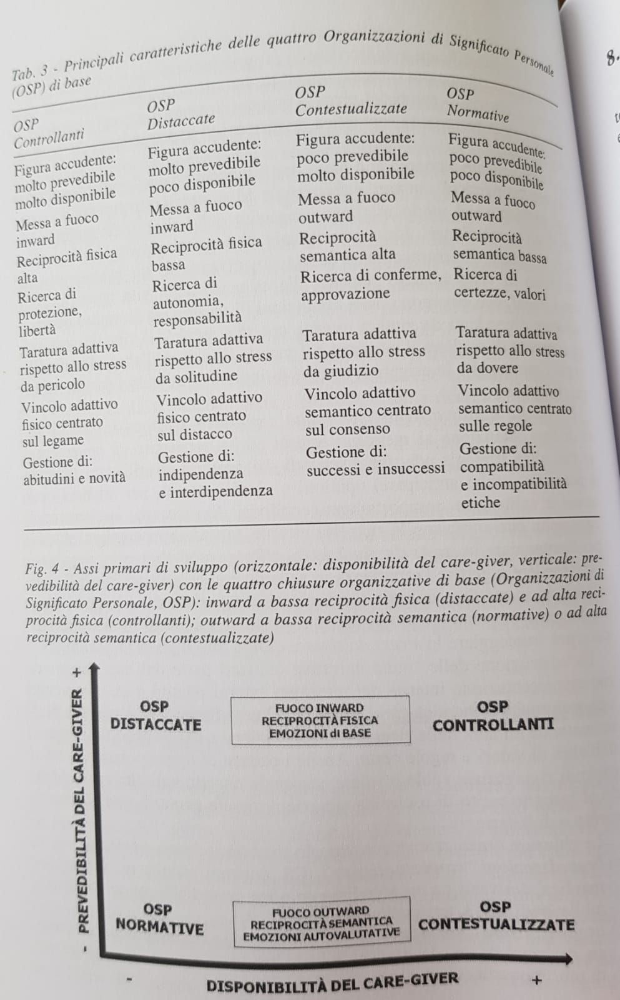 Tab. 3 - Principali caratteristiche delle quattro Organizzazioni di Significato Personale
(OSP) di base
OSP
Controllanti
OSP
Distaccate
OSP
Contestualizzate
OSP
Normative
Figura accudente:
molto prevedibile
molto disponibile
Messa a fuoco
inward
Reciprocità fisica
alta
Ricerca di
protezione,
libertà
Taratura adattiva
rispetto allo stress
da pericolo
Vincolo adattivo
fisico centrato
sul legame
Gestione di:
abitudini e novità
Figura accudente:
molto prevedibile
poco disponibile
Messa a fuoco
inward
Reciprocità fisica
bassa
Ricerca di
autonomia,
responsabilità
Taratura adattiva
rispetto allo stress
da solitudine
Vincolo adattivo
fisico centrato
sul distacco
Gestione di:
indipendenza
e interdipendenza
Figura accudente:
poco prevedibile
molto disponibile
Messa a fuoco
outward
Reciprocità
semantica alta
Ricerca di conferme,
approvazione
Taratura adattiva
rispetto allo stress
da giudizio
Vincolo adattivo
semantico centrato
sul consenso
Gestione di:
successi e insuccessi
Figura accudente:
poco prevedibile
poco disponibile
Messa a fuoco
outward
Reciprocità
semantica bassa
Ricerca di
certezze, valori
Taratura adattiva
rispetto allo stress
da dovere
Vincolo adattivo
semantico centrato
sulle regole
Gestione di:
compatibilità
e incompatibilità
etiche
Fig. 4 - Assi primari di sviluppo (orizzontale: disponibilità del care-giver, verticale: pre-
vedibilità del care-giver) con le quattro chiusure organizzative di base (Organizzazioni di
Significato Personale, OSP): inward a bassa reciprocità fisica (distaccate) e ad alta reci-
procità fisica (controllanti); outward a bassa reciprocità semantica (normative) o ad alta
reciprocità semantica (contestualizzate)
- PREVEDIBILITÀ DEL CARE-GIVER +
OSP
DISTACCATE
FUOCO INWARD
RECIPROCITÀ FISICA
EMOZIONI di BASE
OSP
CONTROLLANTI
OSP
NORMATIVE
FUOCO OUTWARD
RECIPROCITÀ SEMANTICA
EMOZIONI AUTOVALUTATIVE
OSP
CONTESTUALIZZATE
- DISPONIBILITÀ DEL CARE-GIVER +
8.